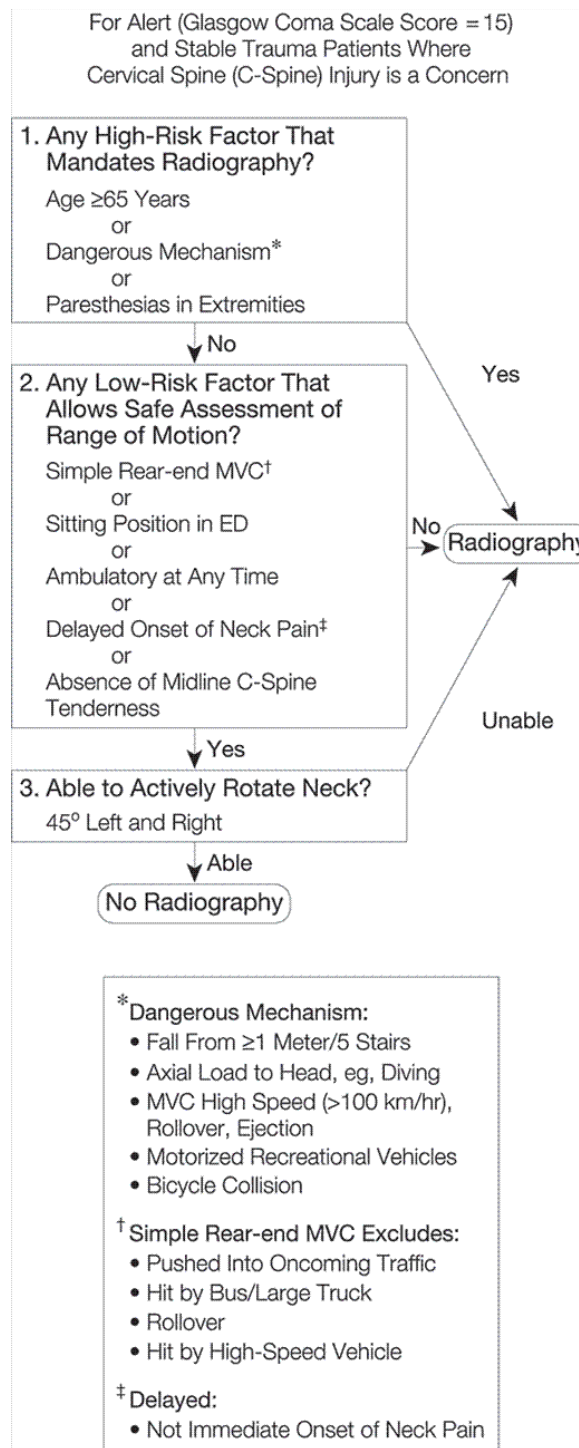 For Alert (Glasgow Coma Scale Score = 15)
and Stable Trauma Patients Where
Cervical Spine (C-Spine) Injury is a Concern
1. Any High-Risk Factor That
Mandates Radiography?
Age ≥65 Years
or
Dangerous Mechanism*
or
Paresthesias in Extremities
No
Yes
2. Any Low-Risk Factor That
Allows Safe Assessment of
Range of Motion?
Simple Rear-end MVC†
or
Sitting Position in ED
or
Ambulatory at Any Time
or
Delayed Onset of Neck Pain‡
or
Absence of Midline C-Spine
Tenderness
No
Radiography
Yes
Unable
3. Able to Actively Rotate Neck?
45º Left and Right
Able
No Radiography
*Dangerous Mechanism:
• Fall From ≥1 Meter/5 Stairs
• Axial Load to Head, eg, Diving
• MVC High Speed (>100 km/hr),
Rollover, Ejection
• Motorized Recreational Vehicles
• Bicycle Collision
†Simple Rear-end MVC Excludes:
• Pushed Into Oncoming Traffic
• Hit by Bus/Large Truck
• Rollover
• Hit by High-Speed Vehicle
‡Delayed:
• Not Immediate Onset of Neck Pain